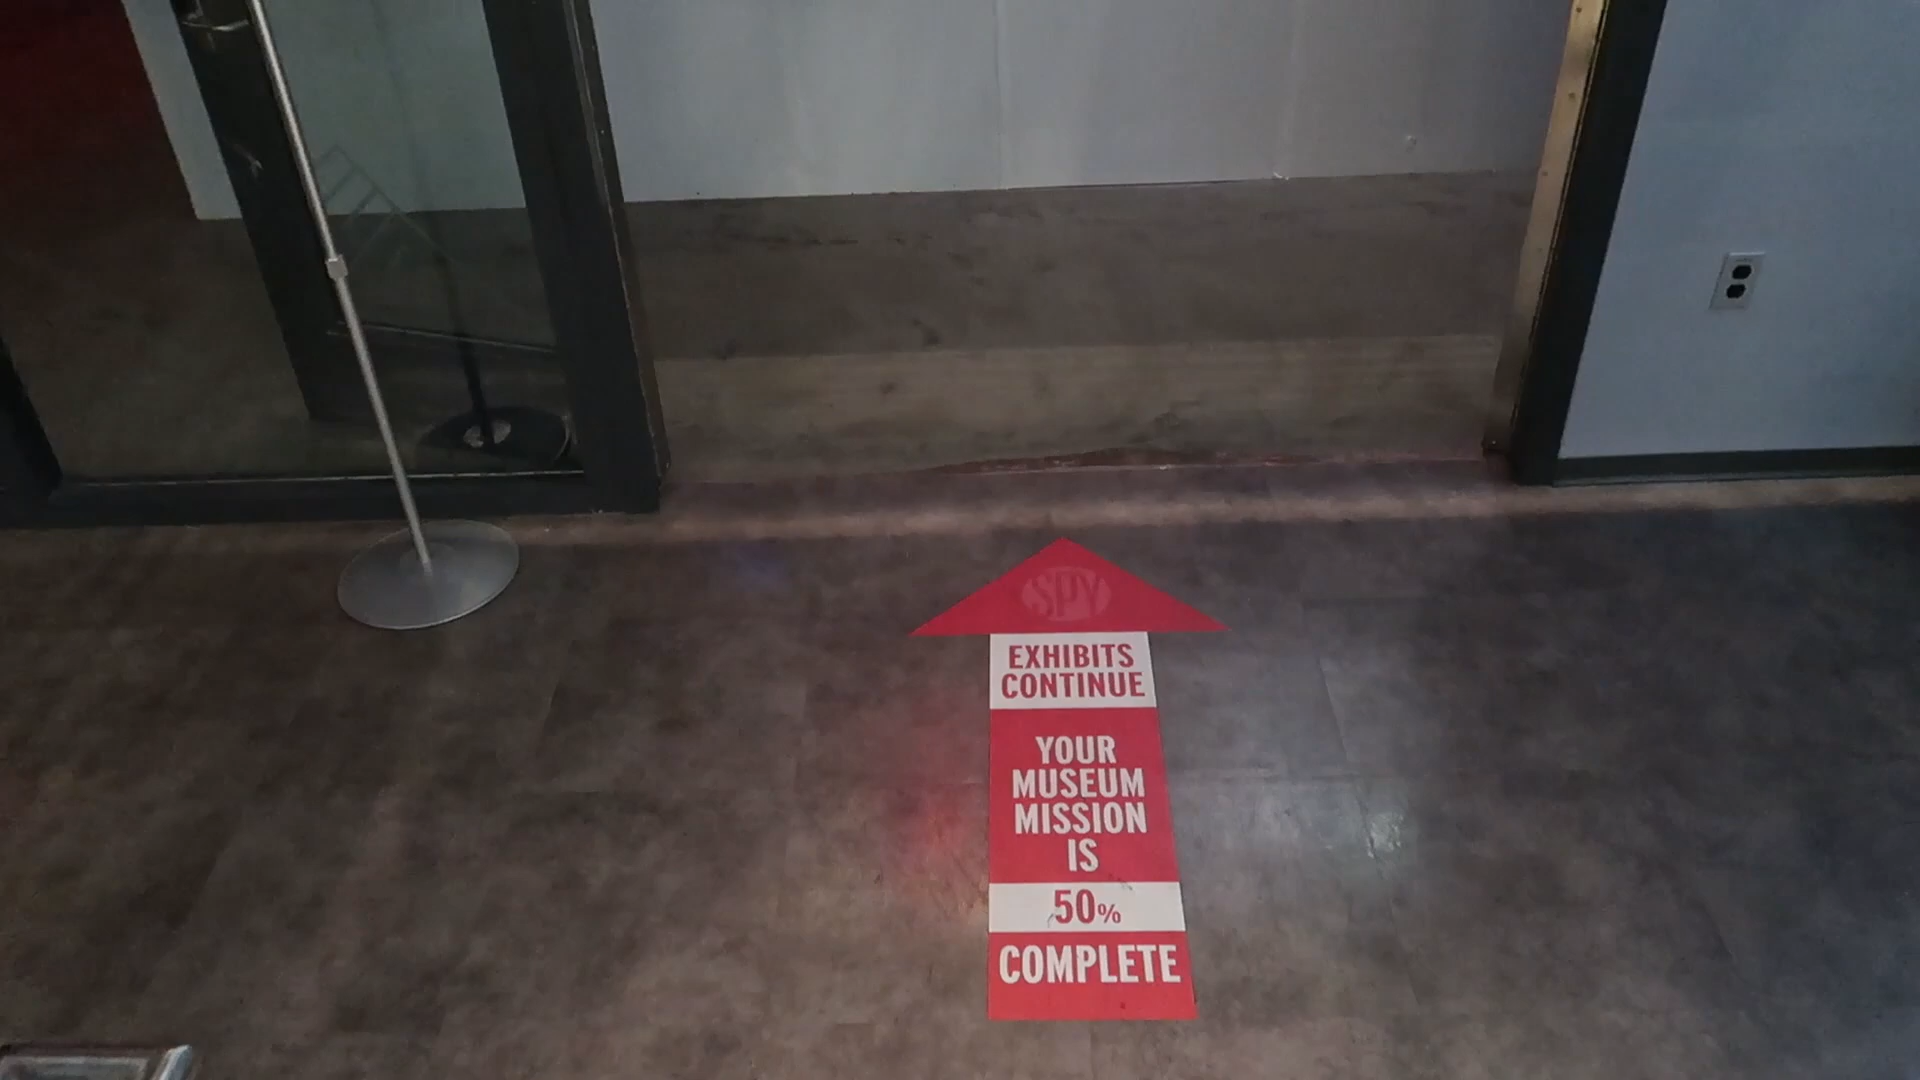 SPY
EXHIBITS
CONTINUE
YOUR
MUSEUM
MISSION
IS
50%
COMPLETE